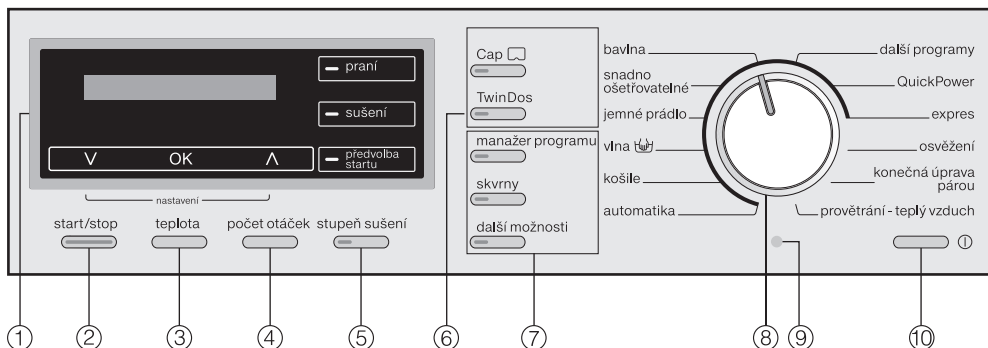 praní
sušení
předvolba
startu
V OK Λ
nastavení
start/stop
teplota
počet otáček
stupeň sušení
Cap
TwinDos
manažer programu
skvrny
další možnosti
bavlna
snadno
ošetřovatelné
jemné prádlo
vlna
košile
automatika
další programy
QuickPower
expres
osvěžení
konečná úprava
párou
provětrání - teplý vzduch
① ② ③ ④ ⑤ ⑥ ⑦ ⑧ ⑨ ⑩